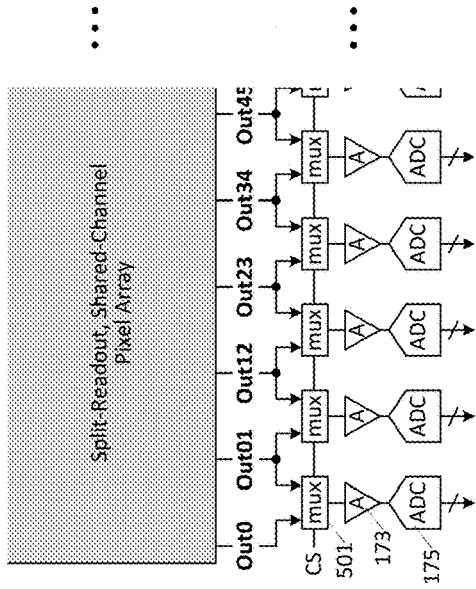 Split-Readout, Shared-Channel
Pixel Array
Out0
Out01
Out12
Out23
Out34
Out45
CS
mux
mux
mux
mux
mux
501
A
A
A
A
A
173
ADC
ADC
ADC
ADC
ADC
175